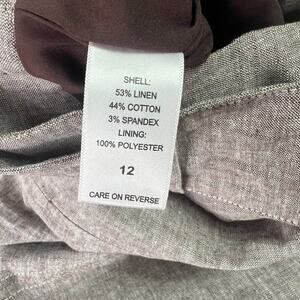 SHELL:
53% LINEN
44% COTTON
3% SPANDEX
LINING:
100% POLYESTER
12
CARE ON REVERSE